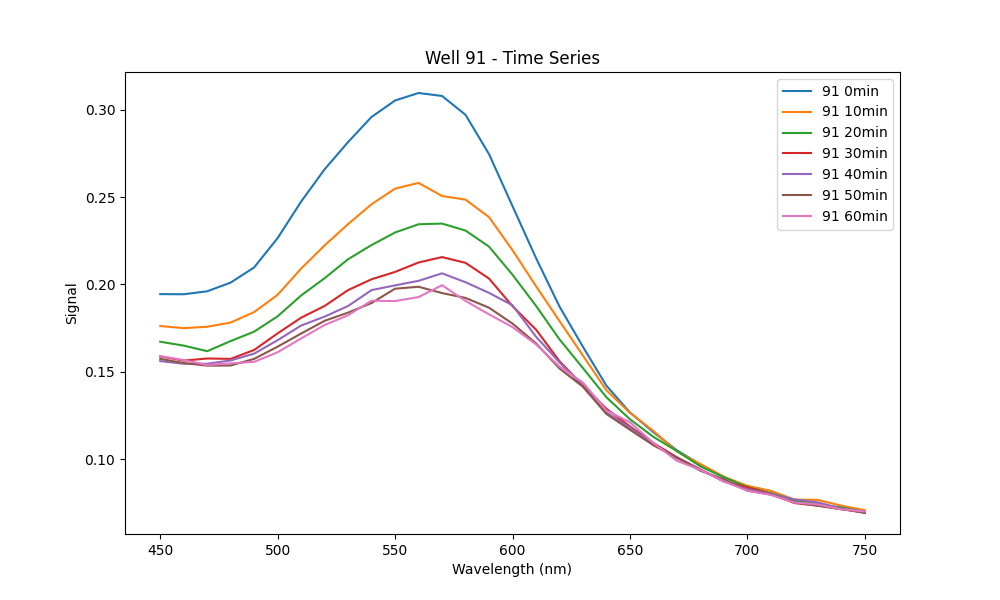 Well 91 - Time Series
91 0min
91 10min
91 20min
91 30min
91 40min
91 50min
91 60min
Signal
0.30
0.25
0.20
0.15
0.10
450 500 550 600 650 700 750
Wavelength (nm)